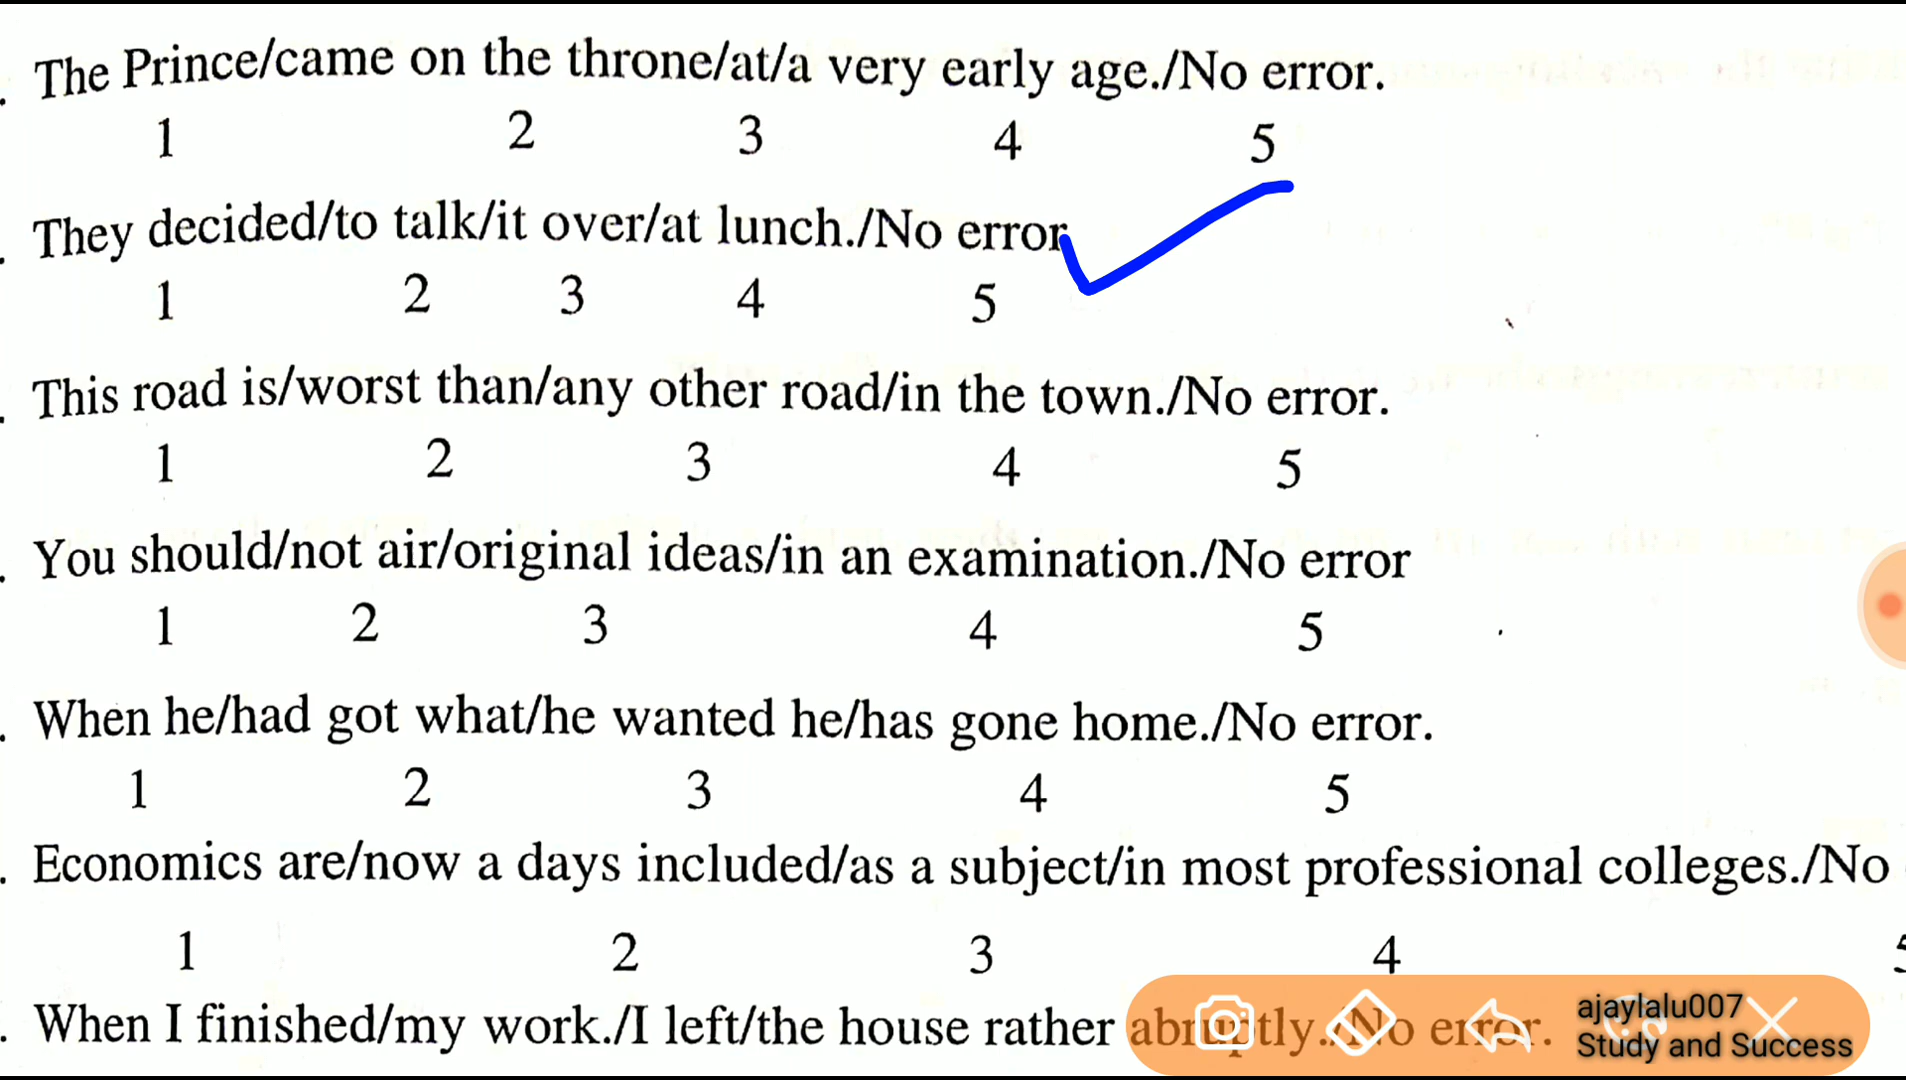 . The Prince/came on the throne/at/a very early age./No error.
1 2 3 4 5
. They decided/to talk/it over/at lunch./No error
1 2 3 4 5
. This road is/worst than/any other road/in the town./No error.
1 2 3 4 5
. You should/not air/original ideas/in an examination./No error
1 2 3 4 5
. When he/had got what/he wanted he/has gone home./No error.
1 2 3 4 5
. Economics are/now a days included/as a subject/in most professional colleges./No
1 2 3 4
. When I finished/my work./I left/the house rather abruptly./No error.
ajaylalu007
Study and Success